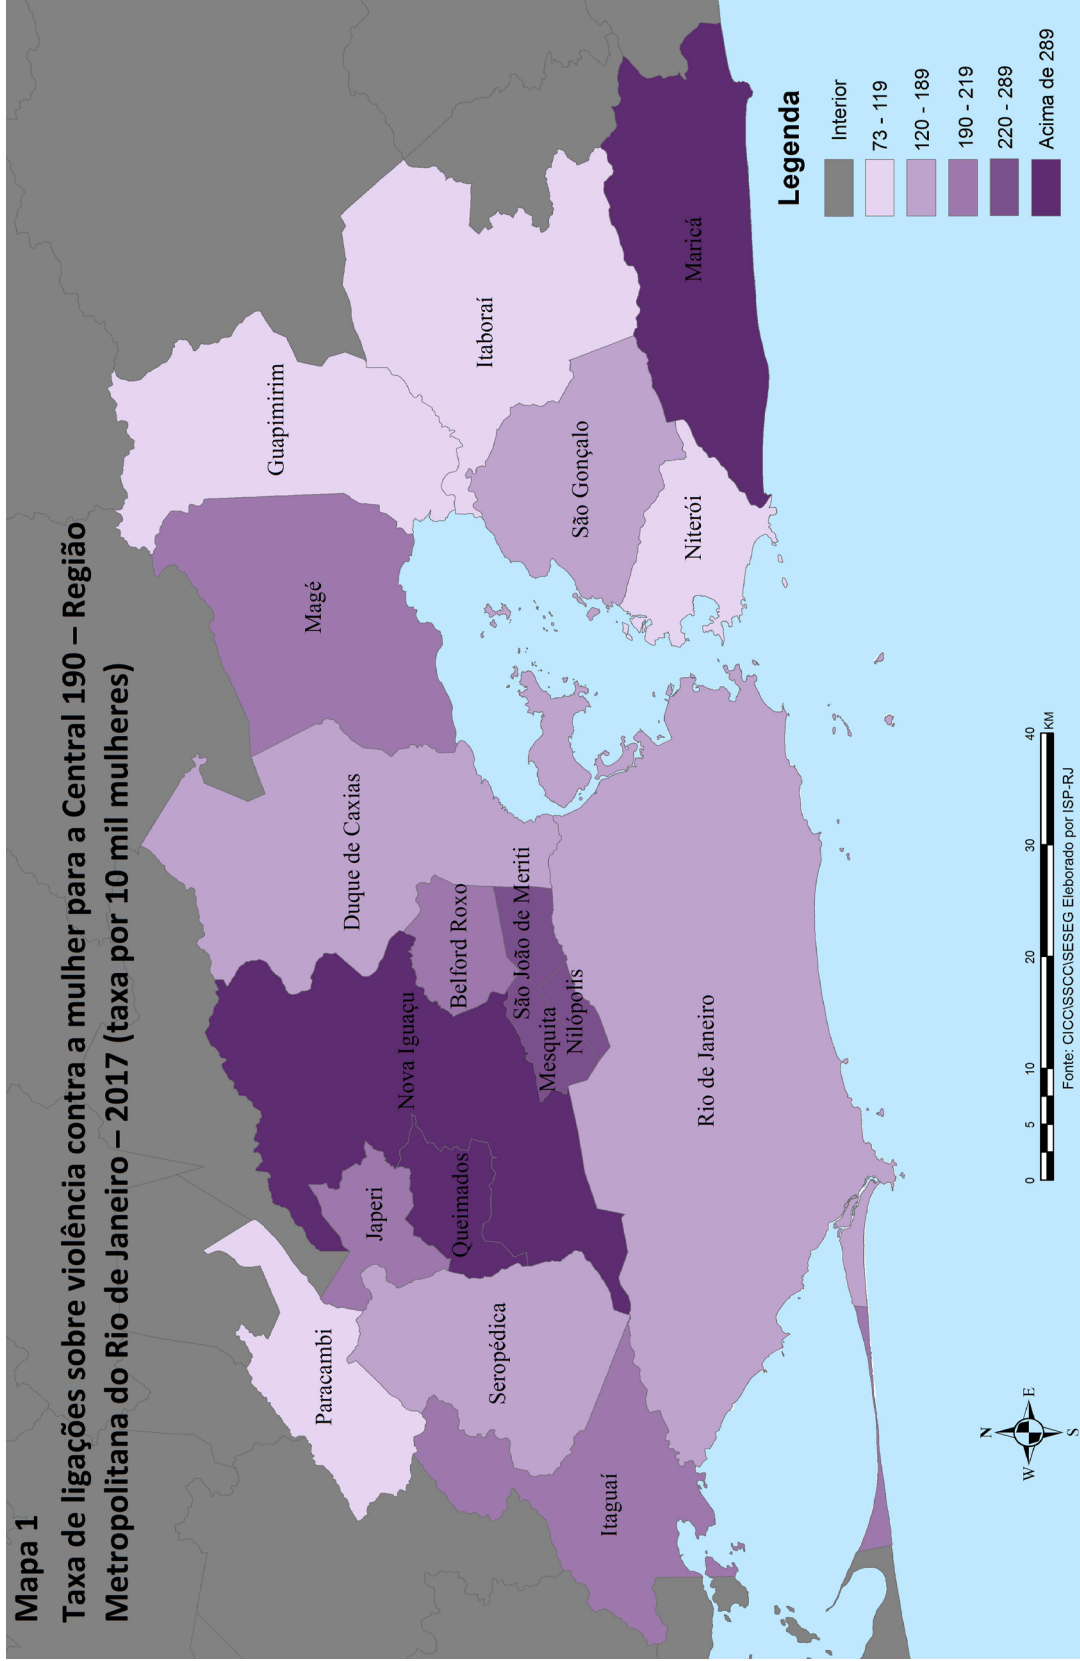 Mapa 1
Taxa de ligações sobre violência contra a mulher para a Central 190 – Região
Metropolitana do Rio de Janeiro – 2017 (taxa por 10 mil mulheres)
Guapimirim
Magé
Paracambi
Duque de Caxias
Japeri
Nova Iguaçu
Queimados
Belford Roxo
Itaboraí
Seropédica
São João de Meriti
Mesquita
Nilópolis
São Gonçalo
Itaguaí
Rio de Janeiro
Niterói
Maricá
Legenda
Interior
73 - 119
120 - 189
190 - 219
220 - 289
Acima de 289
N
W
E
S
0 5 10 20 30 40
KM
Fonte: CICC\SSCC\SESEG Eleborado por ISP-RJ